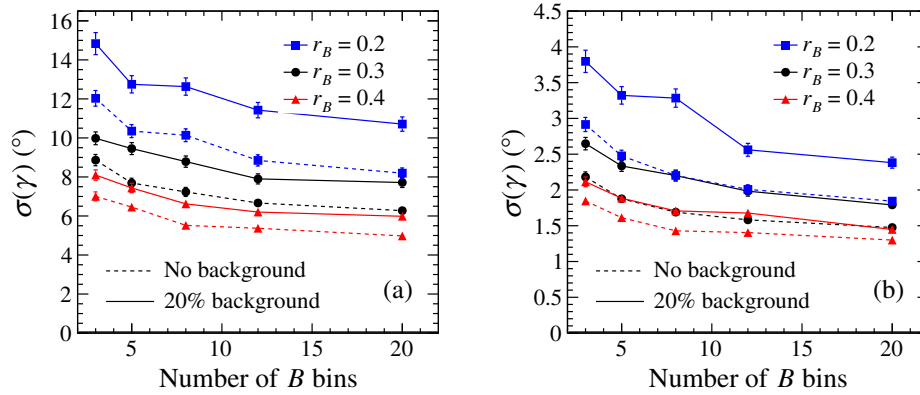 σ(γ) (°)
16
14
12
10
8
6
4
2
0
r_B = 0.2
r_B = 0.3
r_B = 0.4
No background
20% background
(a)
5 10 15 20
Number of B bins
σ(γ) (°)
4.5
4
3.5
3
2.5
2
1.5
1
0.5
0
r_B = 0.2
r_B = 0.3
r_B = 0.4
No background
20% background
(b)
5 10 15 20
Number of B bins